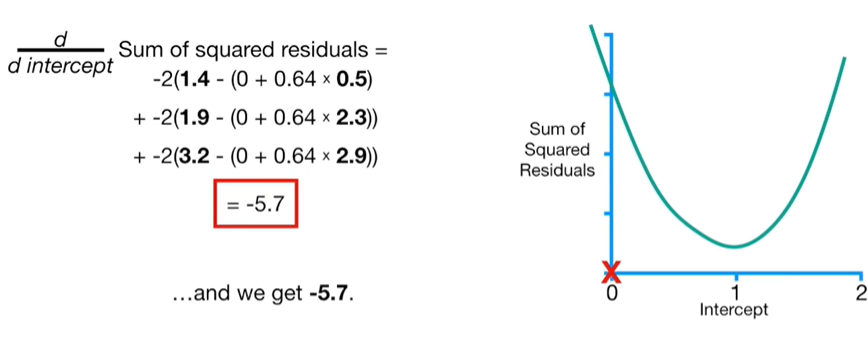 d
d intercept
Sum of squared residuals =
-2(1.4 - (0 + 0.64 × 0.5)
+ -2(1.9 - (0 + 0.64 × 2.3))
+ -2(3.2 - (0 + 0.64 × 2.9))
= -5.7
...and we get -5.7.
Sum of
Squared
Residuals
X
0 1 2
Intercept